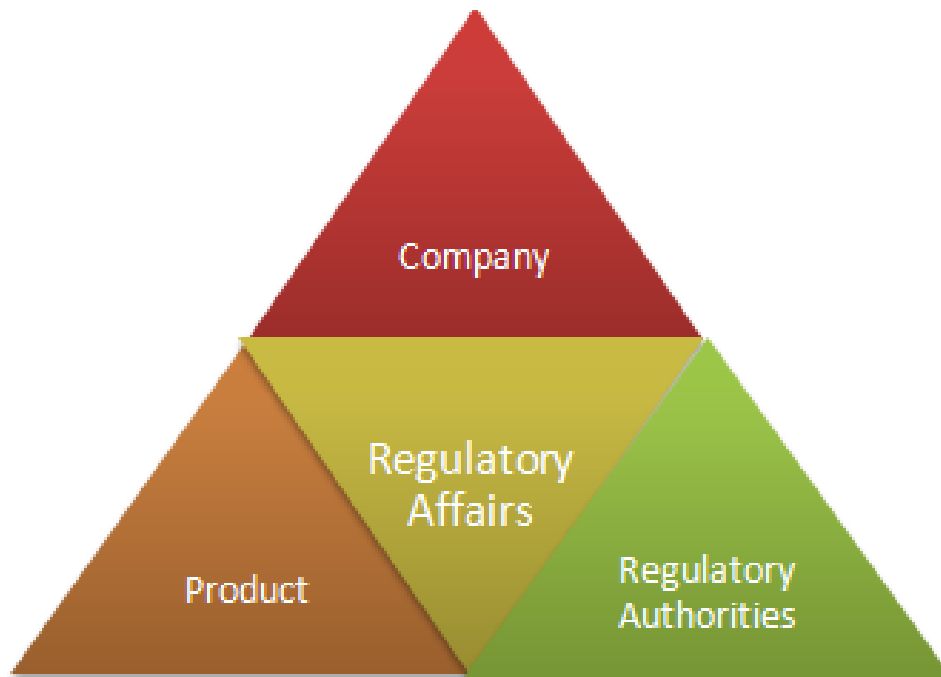 Company
Regulatory
Affairs
Product
Regulatory
Authorities